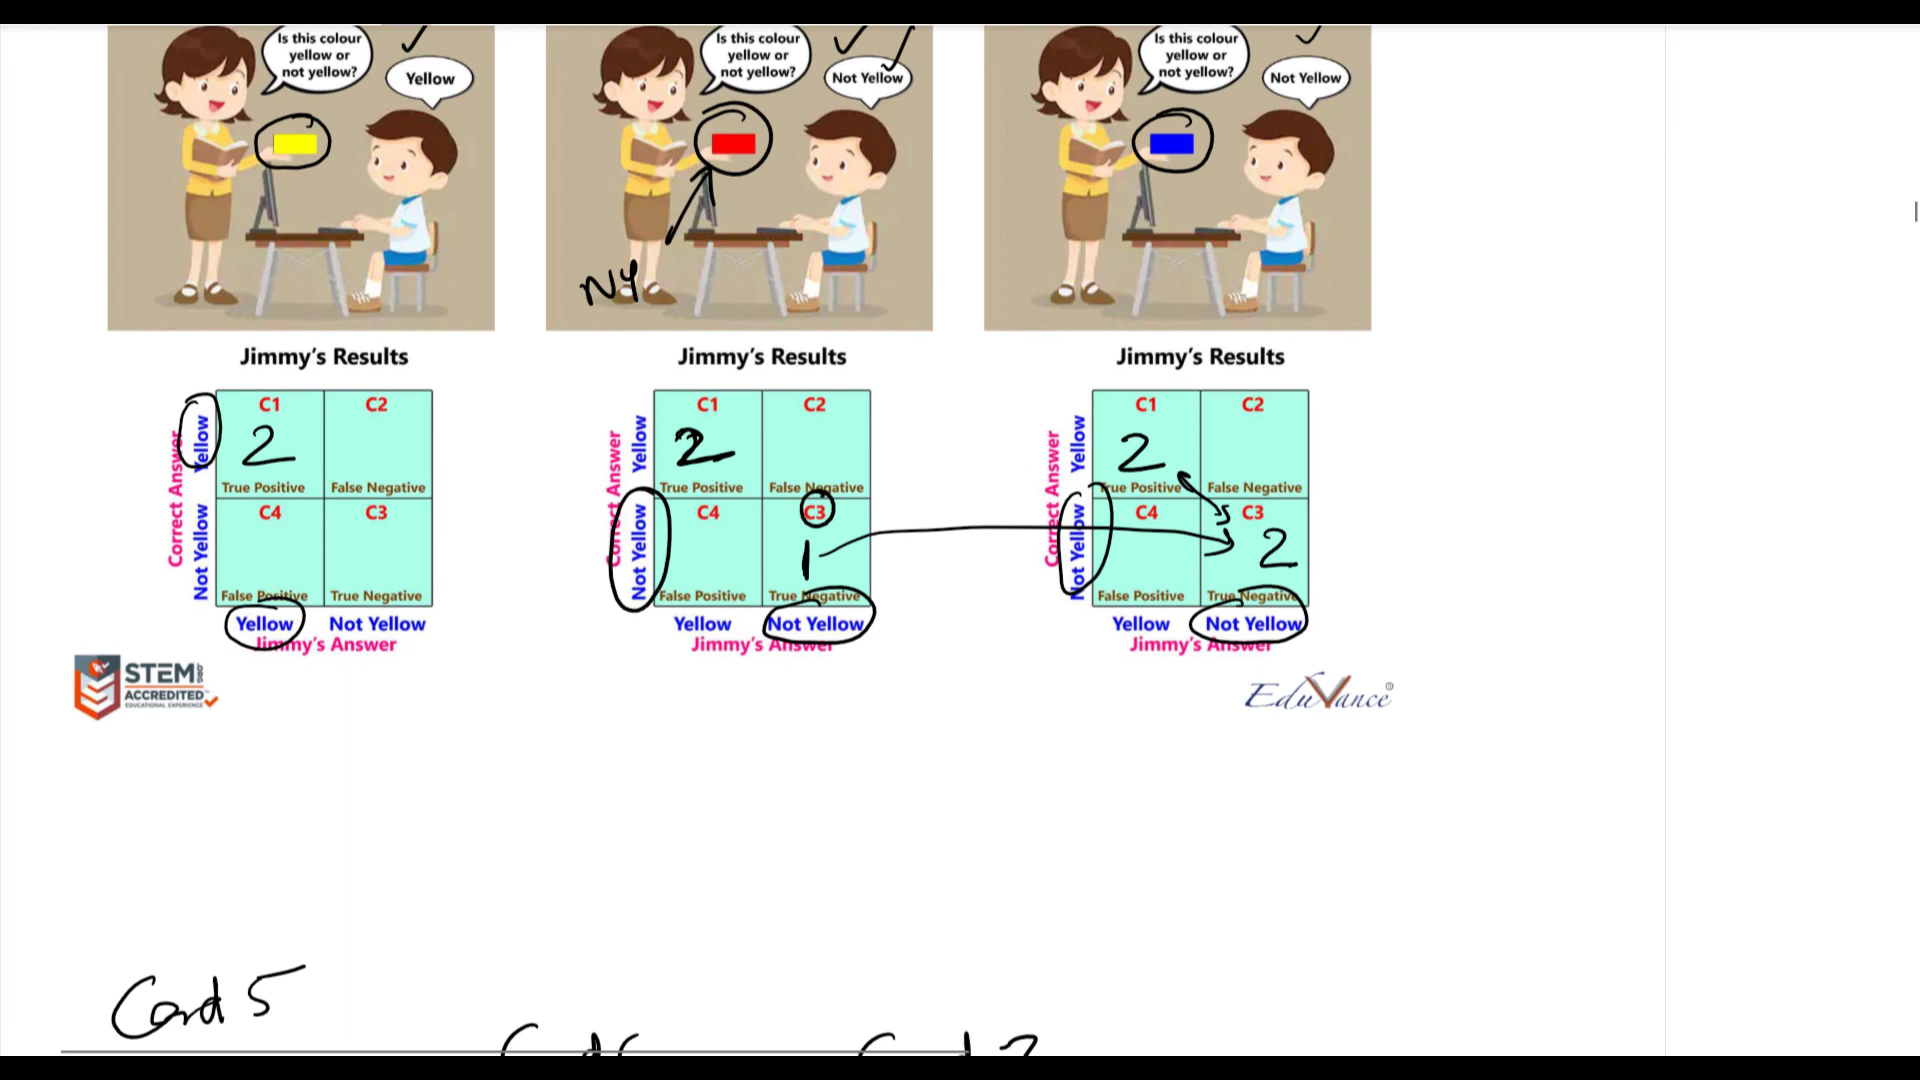 Is this colour
yellow or
not yellow?
Yellow
Is this colour
yellow or
not yellow?
Not Yellow
Is this colour
yellow or
not yellow?
Not Yellow
NY
Jimmy's Results
Correct Answer
Yellow
Not Yellow
C1
2
True Positive
C2
False Negative
C4
False Positive
C3
True Negative
Yellow
Not Yellow
Jimmy's Answer
Jimmy's Results
Correct Answer
Yellow
Not Yellow
C1
2
True Positive
C2
False Negative
C4
False Positive
C3
1
True Negative
Yellow
Not Yellow
Jimmy's Answer
Jimmy's Results
Correct Answer
Yellow
Not Yellow
C1
2
True Positive
C2
False Negative
C4
False Positive
C3
2
True Negative
Yellow
Not Yellow
Jimmy's Answer
STEM.ORG
ACCREDITED™
EDUCATIONAL EXPERIENCE
EduVance®
Card 5